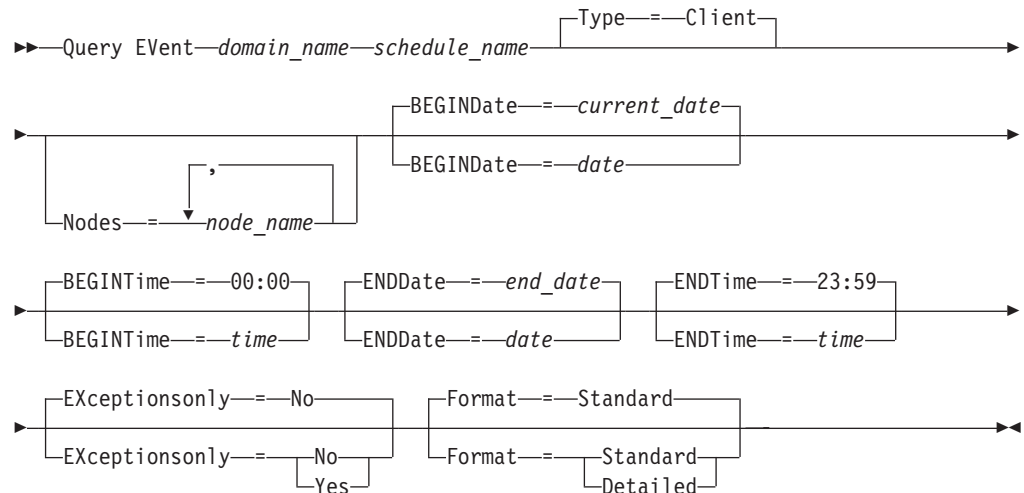 Type = Client
Query EVent domain_name schedule_name
BEGINDate = current_date
BEGINDate = date
,
Nodes = node_name
BEGINTime = 00:00
ENDDate = end_date
ENDTime = 23:59
BEGINTime = time
ENDDate = date
ENDTime = time
EXceptionsonly = No
Format = Standard
EXceptionsonly = No
Yes
Format = Standard
Detailed